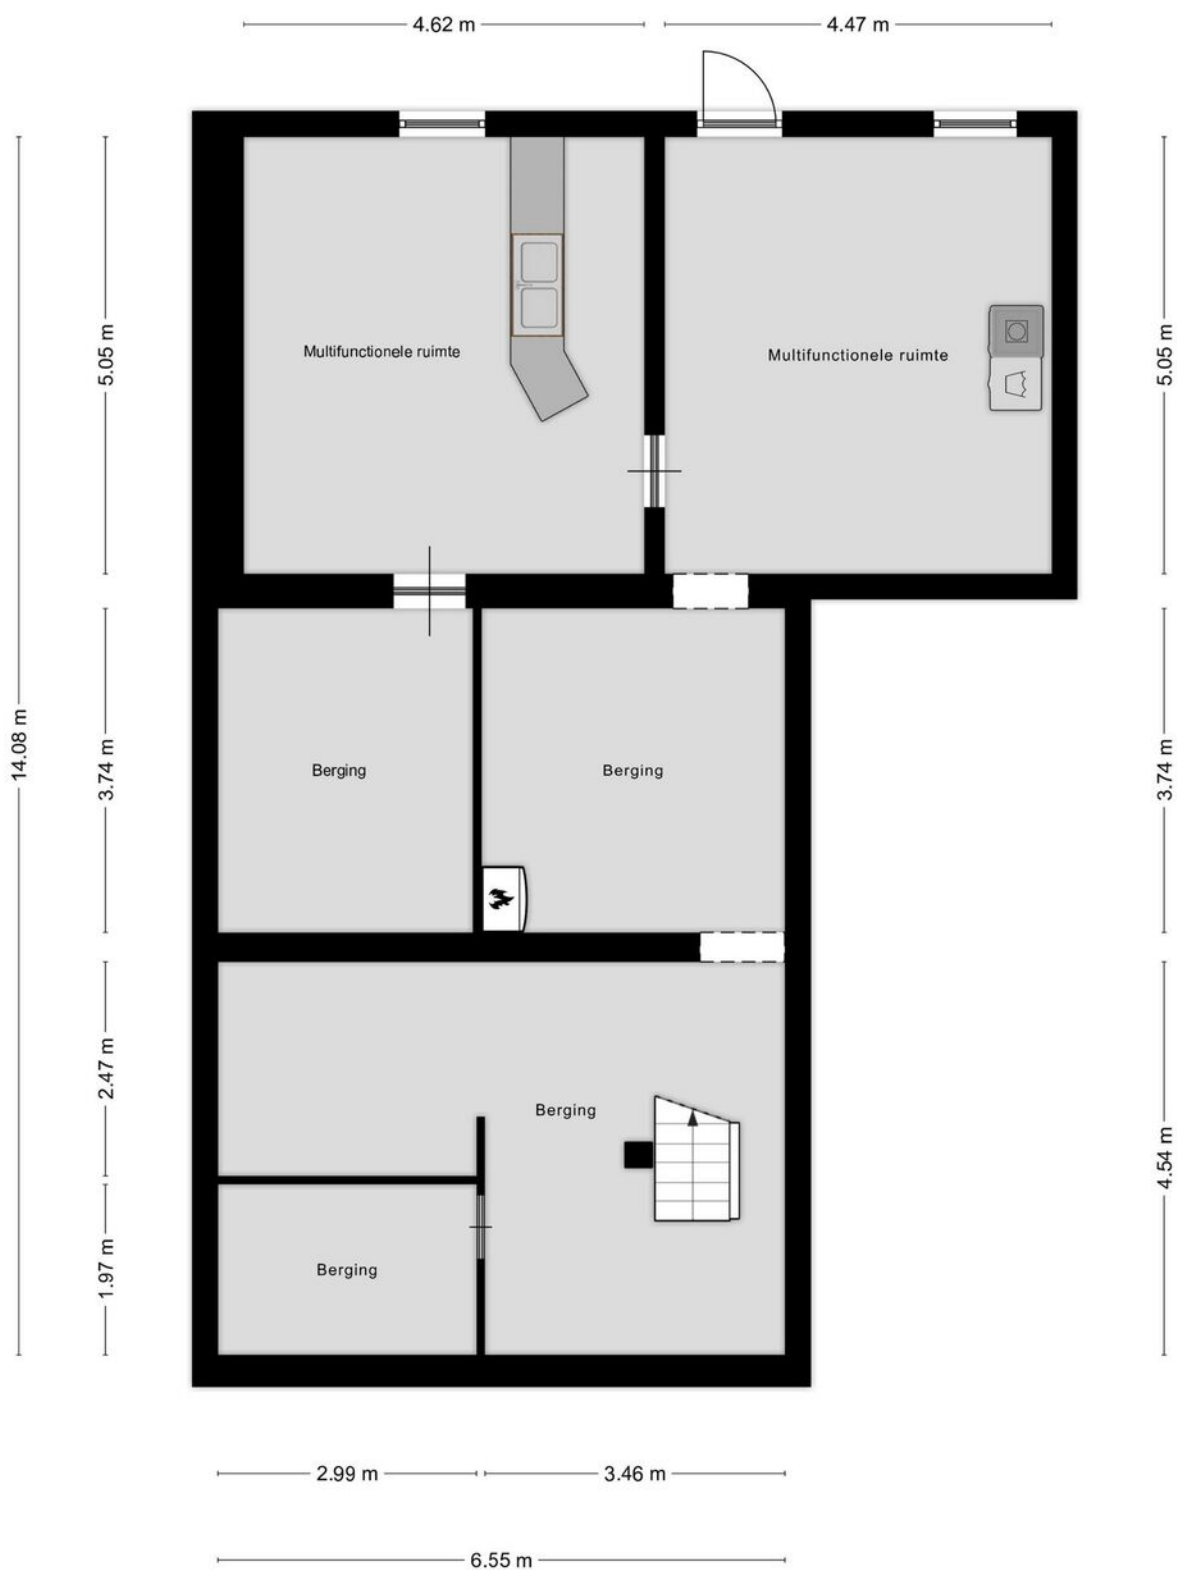 4.62 m
4.47 m
5.05 m
5.05 m
Multifunctionele ruimte
Multifunctionele ruimte
14.08 m
3.74 m
3.74 m
Berging
Berging
2.47 m
Berging
4.54 m
1.97 m
Berging
2.99 m
3.46 m
6.55 m